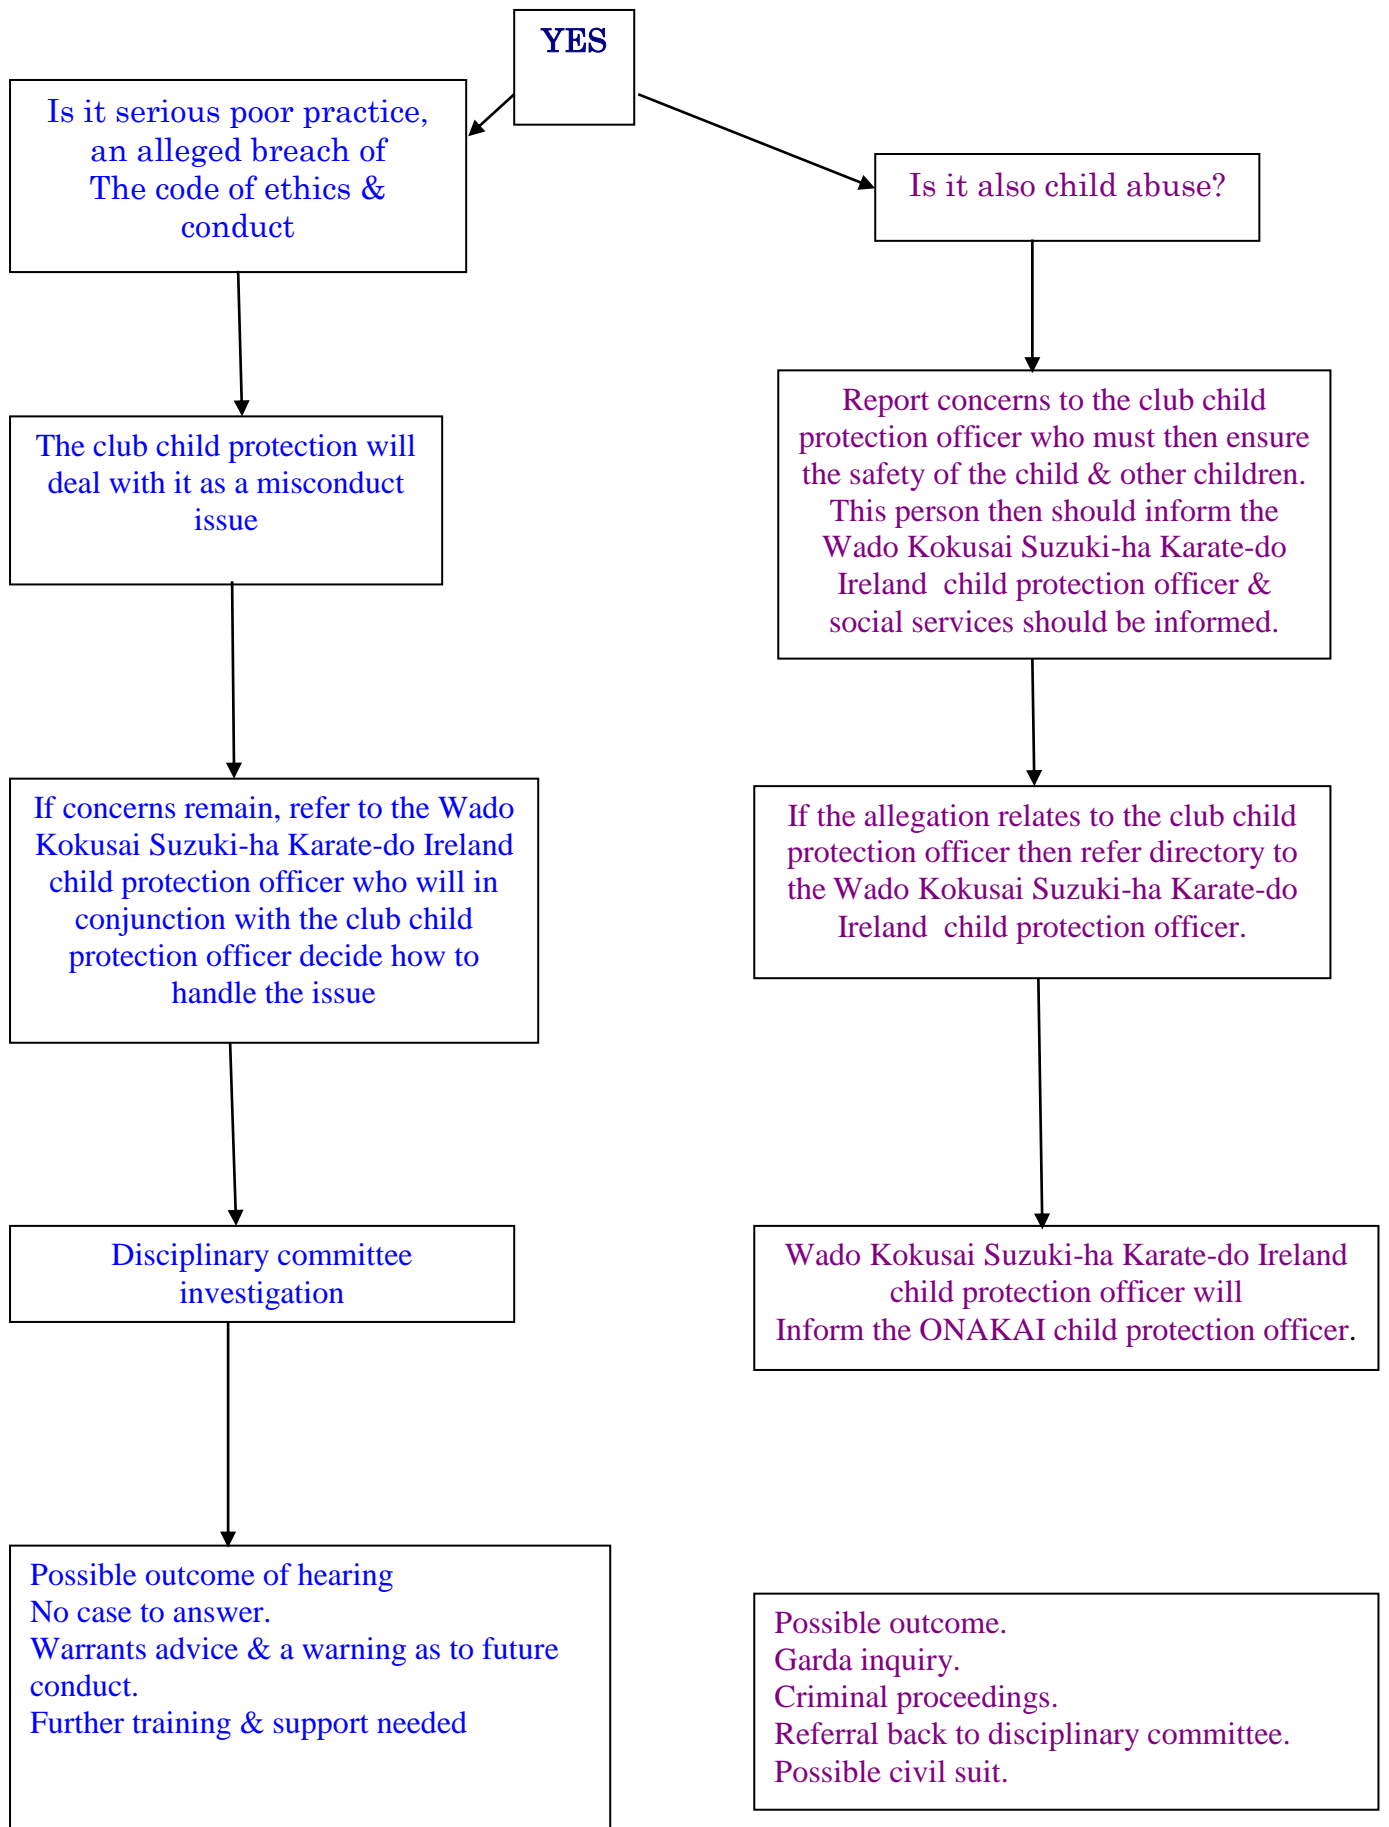 YES
Is it serious poor practice,
an alleged breach of
The code of ethics &
conduct
Is it also child abuse?
The club child protection will
deal with it as a misconduct
issue
Report concerns to the club child
protection officer who must then ensure
the safety of the child & other children.
This person then should inform the
Wado Kokusai Suzuki-ha Karate-do
Ireland child protection officer &
social services should be informed.
If concerns remain, refer to the Wado
Kokusai Suzuki-ha Karate-do Ireland
child protection officer who will in
conjunction with the club child
protection officer decide how to
handle the issue
If the allegation relates to the club child
protection officer then refer directory to
the Wado Kokusai Suzuki-ha Karate-do
Ireland child protection officer.
Disciplinary committee
investigation
Wado Kokusai Suzuki-ha Karate-do Ireland
child protection officer will
Inform the ONAKAI child protection officer.
Possible outcome of hearing
No case to answer.
Warrants advice & a warning as to future
conduct.
Further training & support needed
Possible outcome.
Garda inquiry.
Criminal proceedings.
Referral back to disciplinary committee.
Possible civil suit.